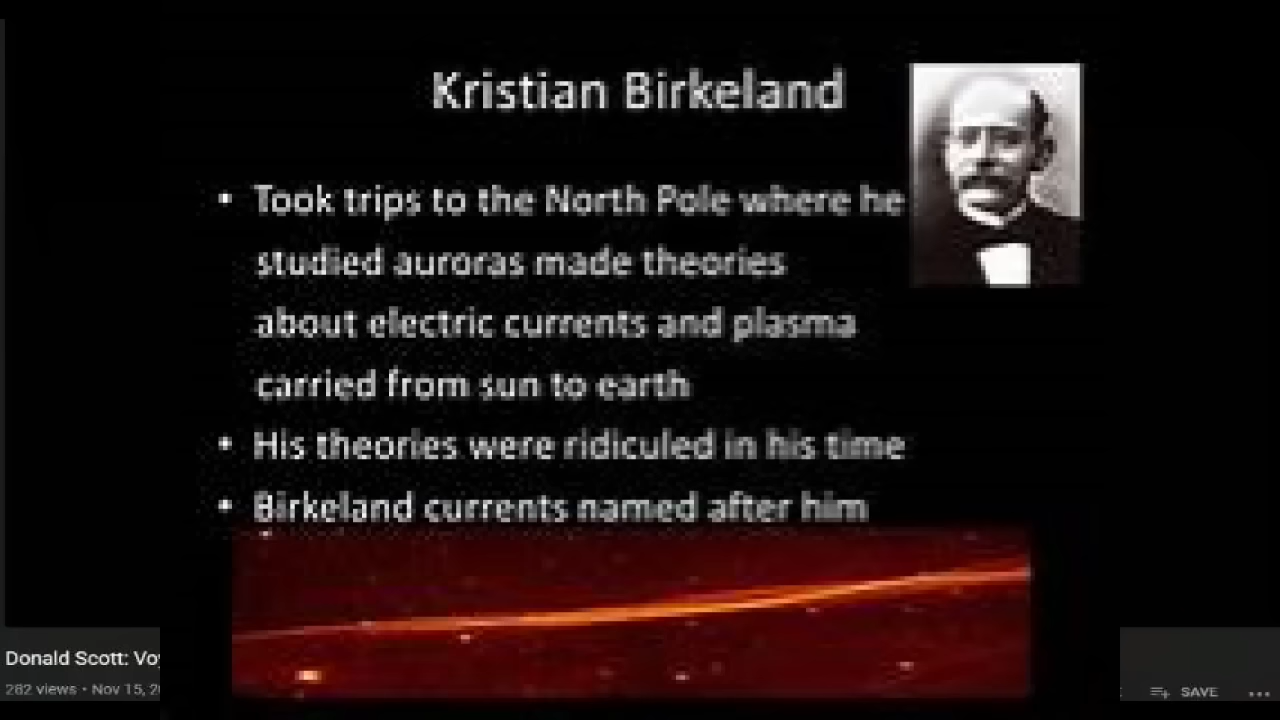 Kristian Birkeland
• Took trips to the North Pole where he
studied auroras made theories
about electric currents and plasma
carried from sun to earth
• His theories were ridiculed in his time
• Birkeland currents named after him
Donald Scott:
282 views • Nov 15,
SAVE